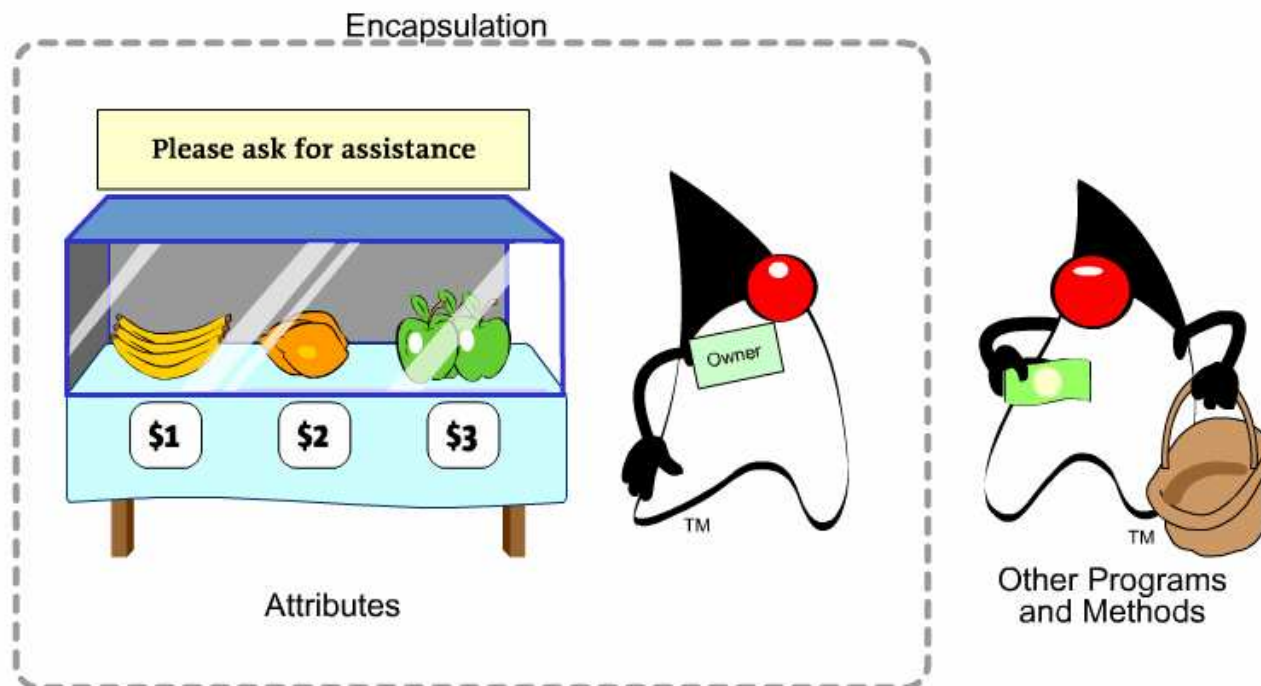 Encapsulation
Please ask for assistance
Owner
$1
$2
$3
TM
TM
Attributes
Other Programs
and Methods